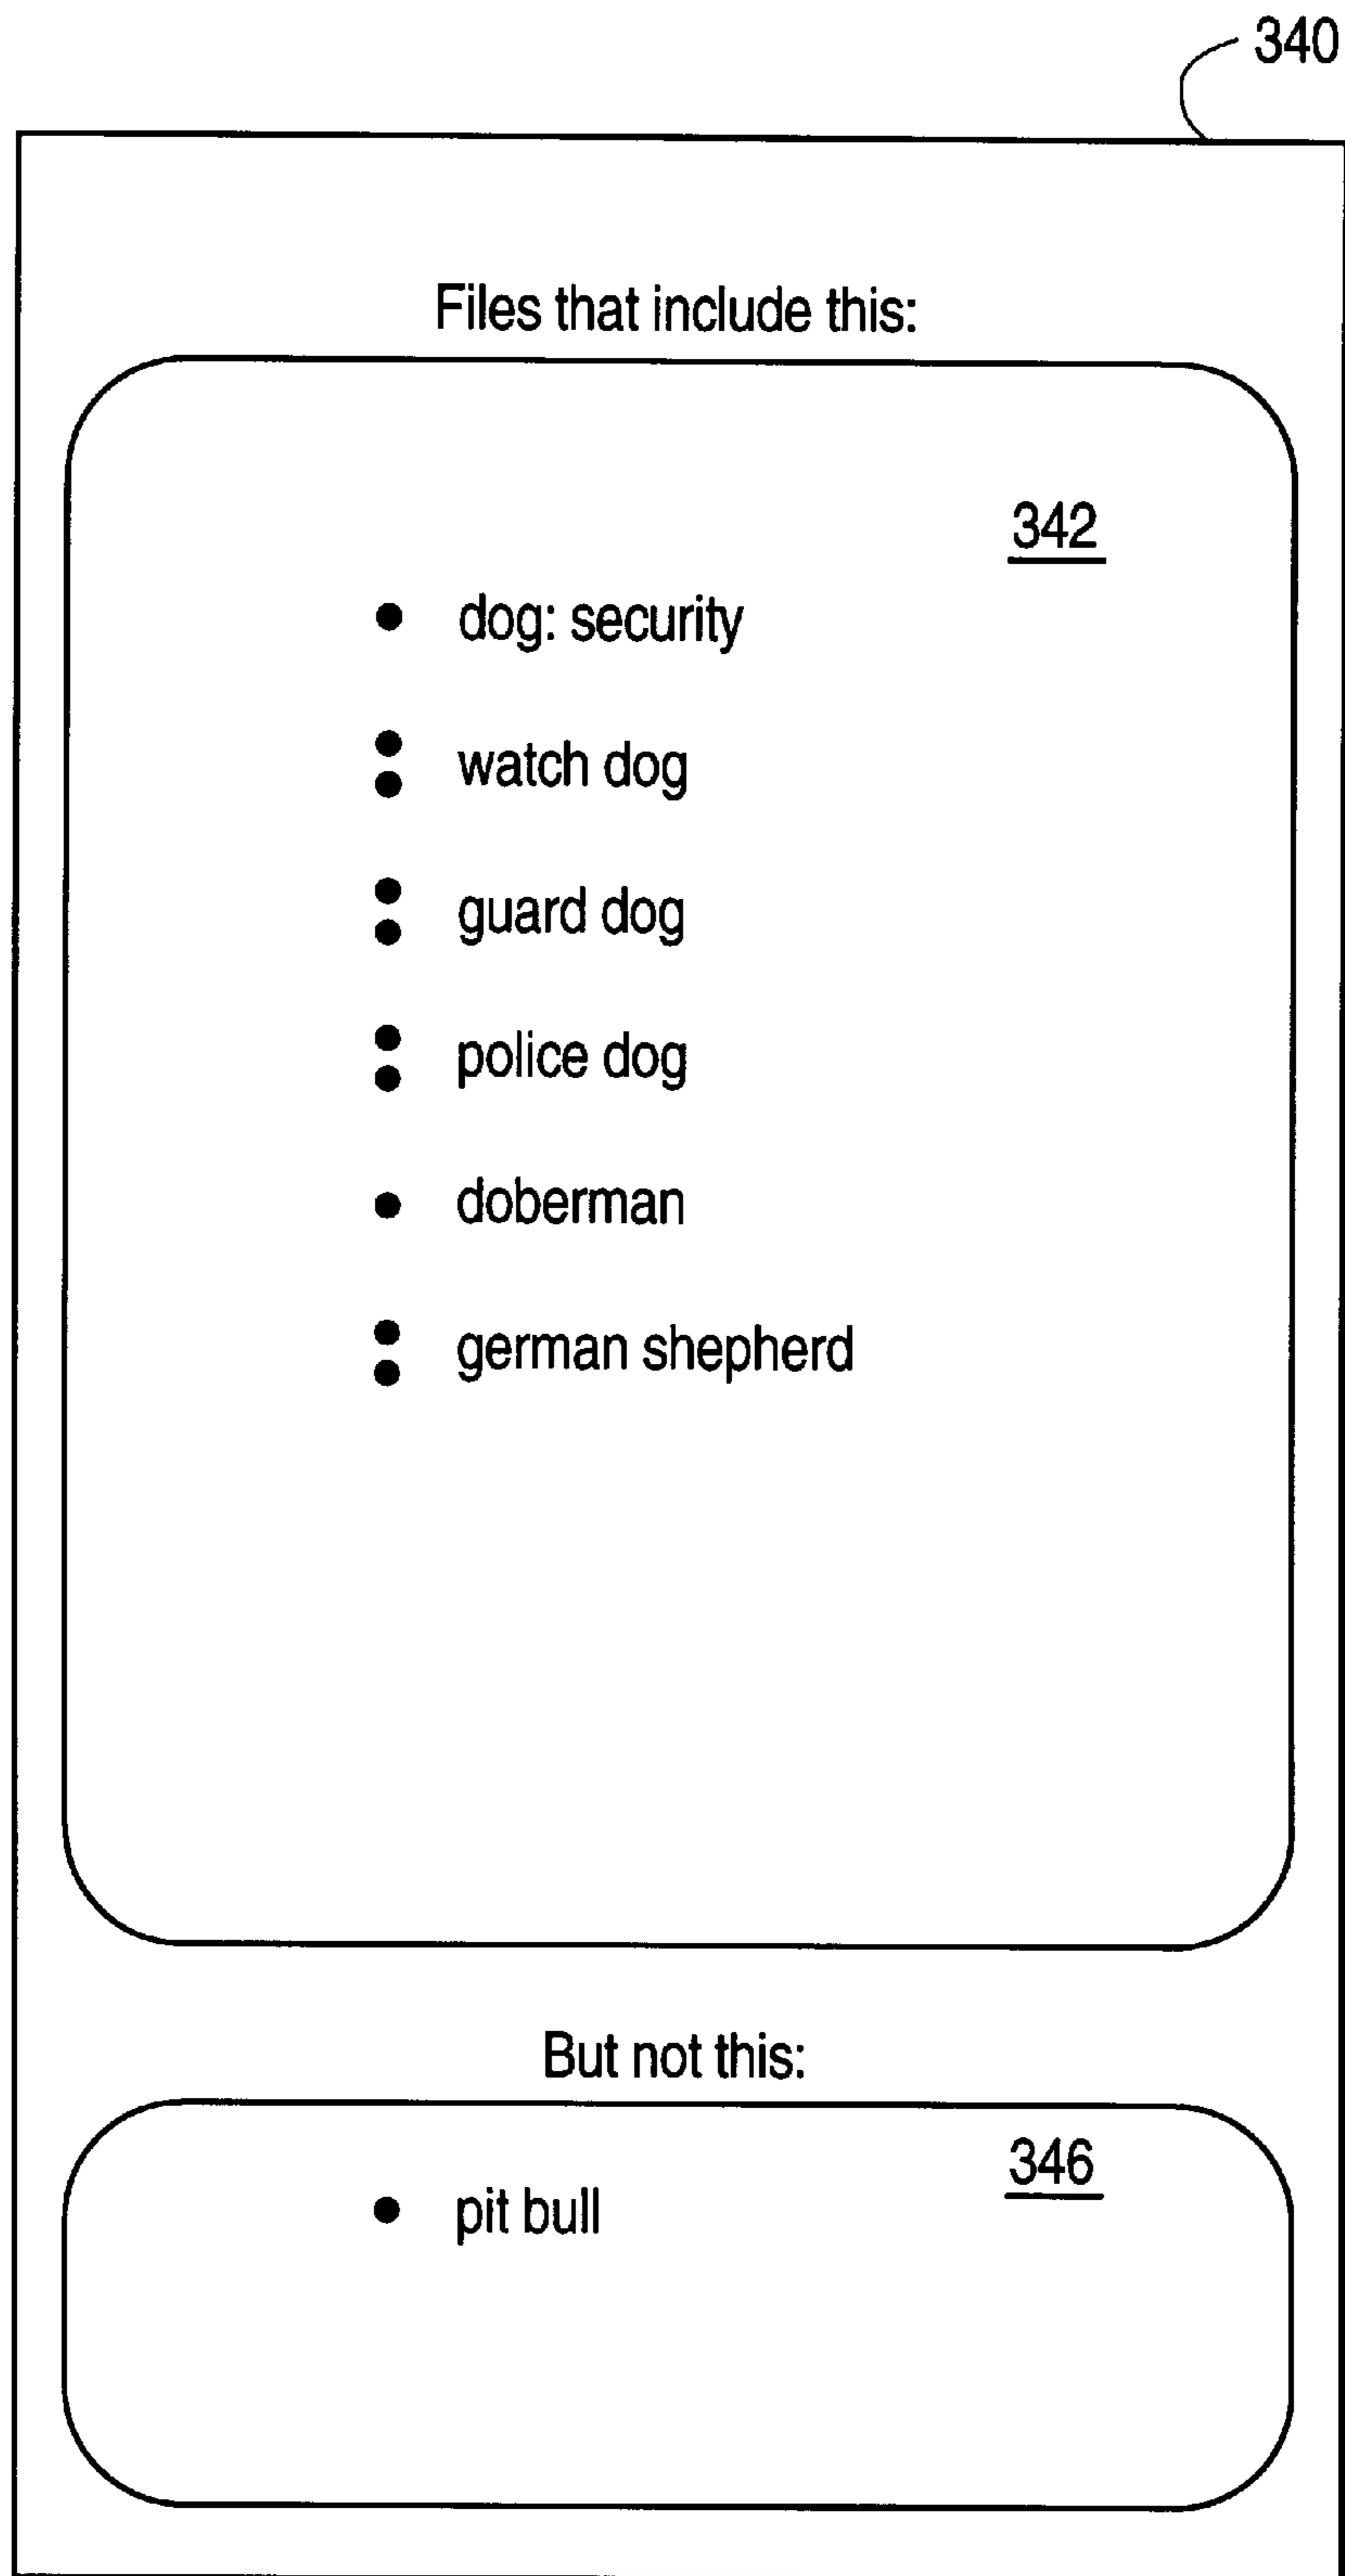 340
Files that include this:
342
• dog: security
: watch dog
: guard dog
: police dog
• doberman
: german shepherd
But not this:
346
• pit bull